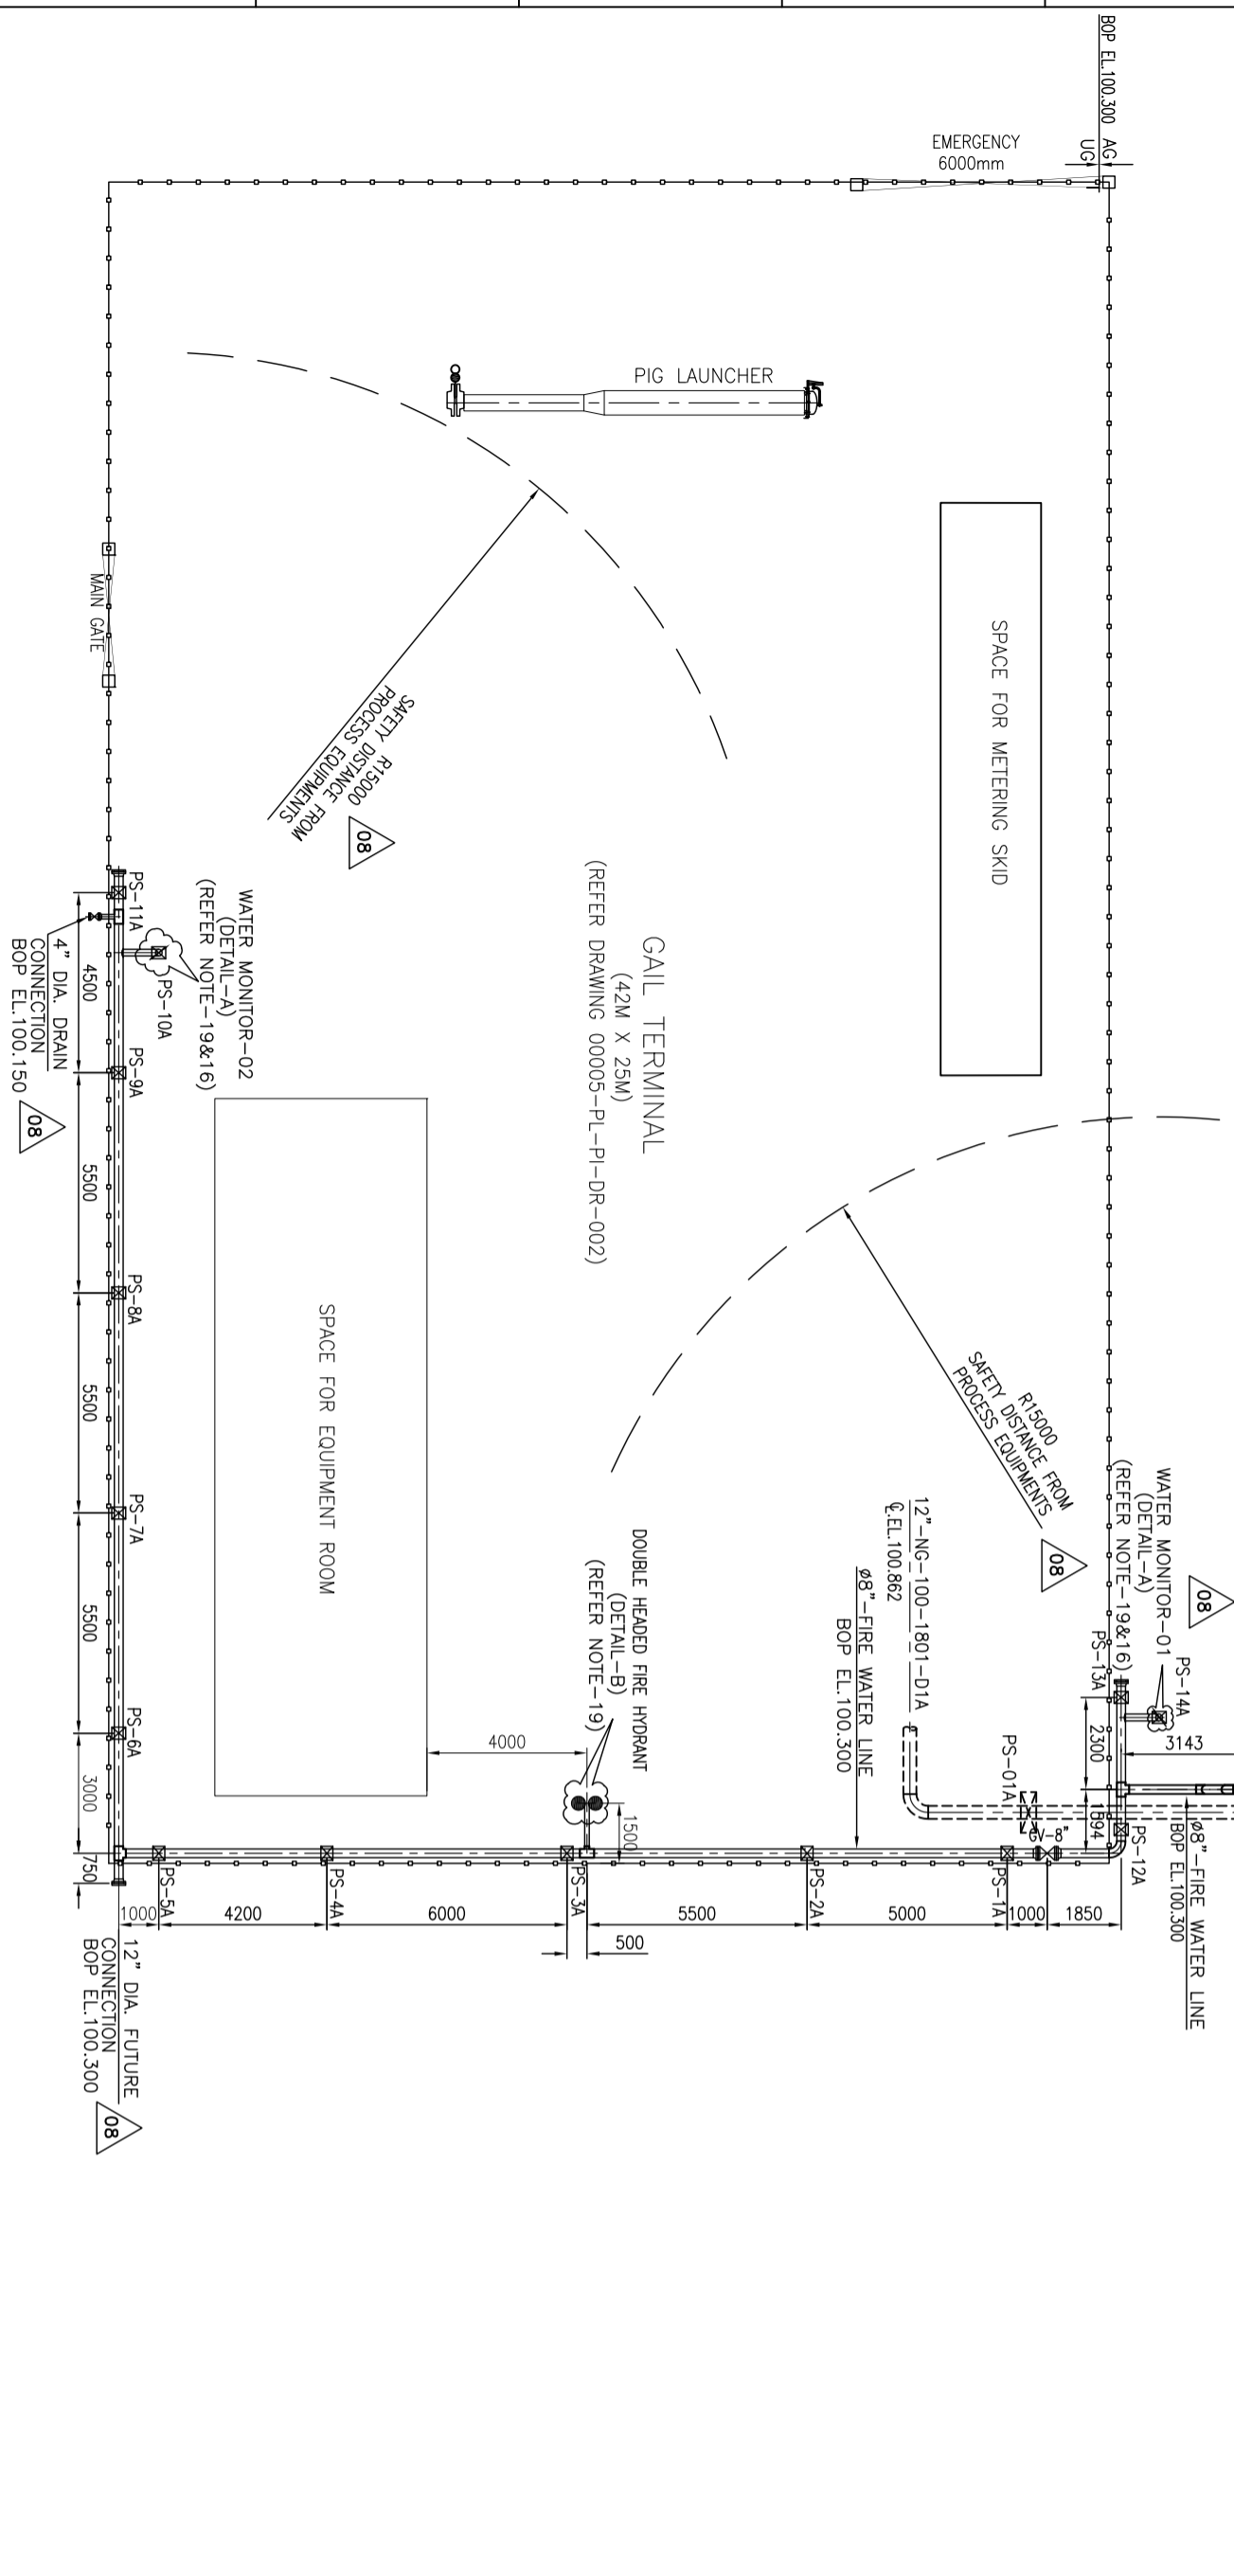 BOP EL.100.300
AG
UG
EMERGENCY
6000mm
PIG LAUNCHER
SPACE FOR METERING SKID
MAIN GATE
R15000
SAFETY DISTANCE FROM
PROCESS EQUIPMENTS
08
GAIL TERMINAL
(42M X 25M)
(REFER DRAWING 00005-PL-PI-DR-002)
WATER MONITOR-02
(DETAIL-A)
(REFER NOTE-19&16)
PS-11A
PS-10A
4" DIA. DRAIN
CONNECTION
BOP EL.100.150
08
4500
PS-9A
5500
PS-8A
5500
PS-7A
5500
PS-6A
3000
750
SPACE FOR EQUIPMENT ROOM
R15000
SAFETY DISTANCE FROM
PROCESS EQUIPMENTS
08
WATER MONITOR-01
(DETAIL-A)
(REFER NOTE-19&16)
08
PS-14A
PS-13A
2300
3143
1594
PS-12A
ø8"-FIRE WATER LINE
BOP EL.100.300
12"-NG-100-1801-D1A
℄.EL.100.862
ø8"-FIRE WATER LINE
BOP EL.100.300
PS-01A
GV-8"
DOUBLE HEADED FIRE HYDRANT
(DETAIL-B)
(REFER NOTE-19)
4000
1500
PS-5A
PS-4A
PS-3A
PS-2A
PS-1A
1000
4200
6000
500
5500
5000
1000
1850
12" DIA. FUTURE
CONNECTION
BOP EL.100.300
08